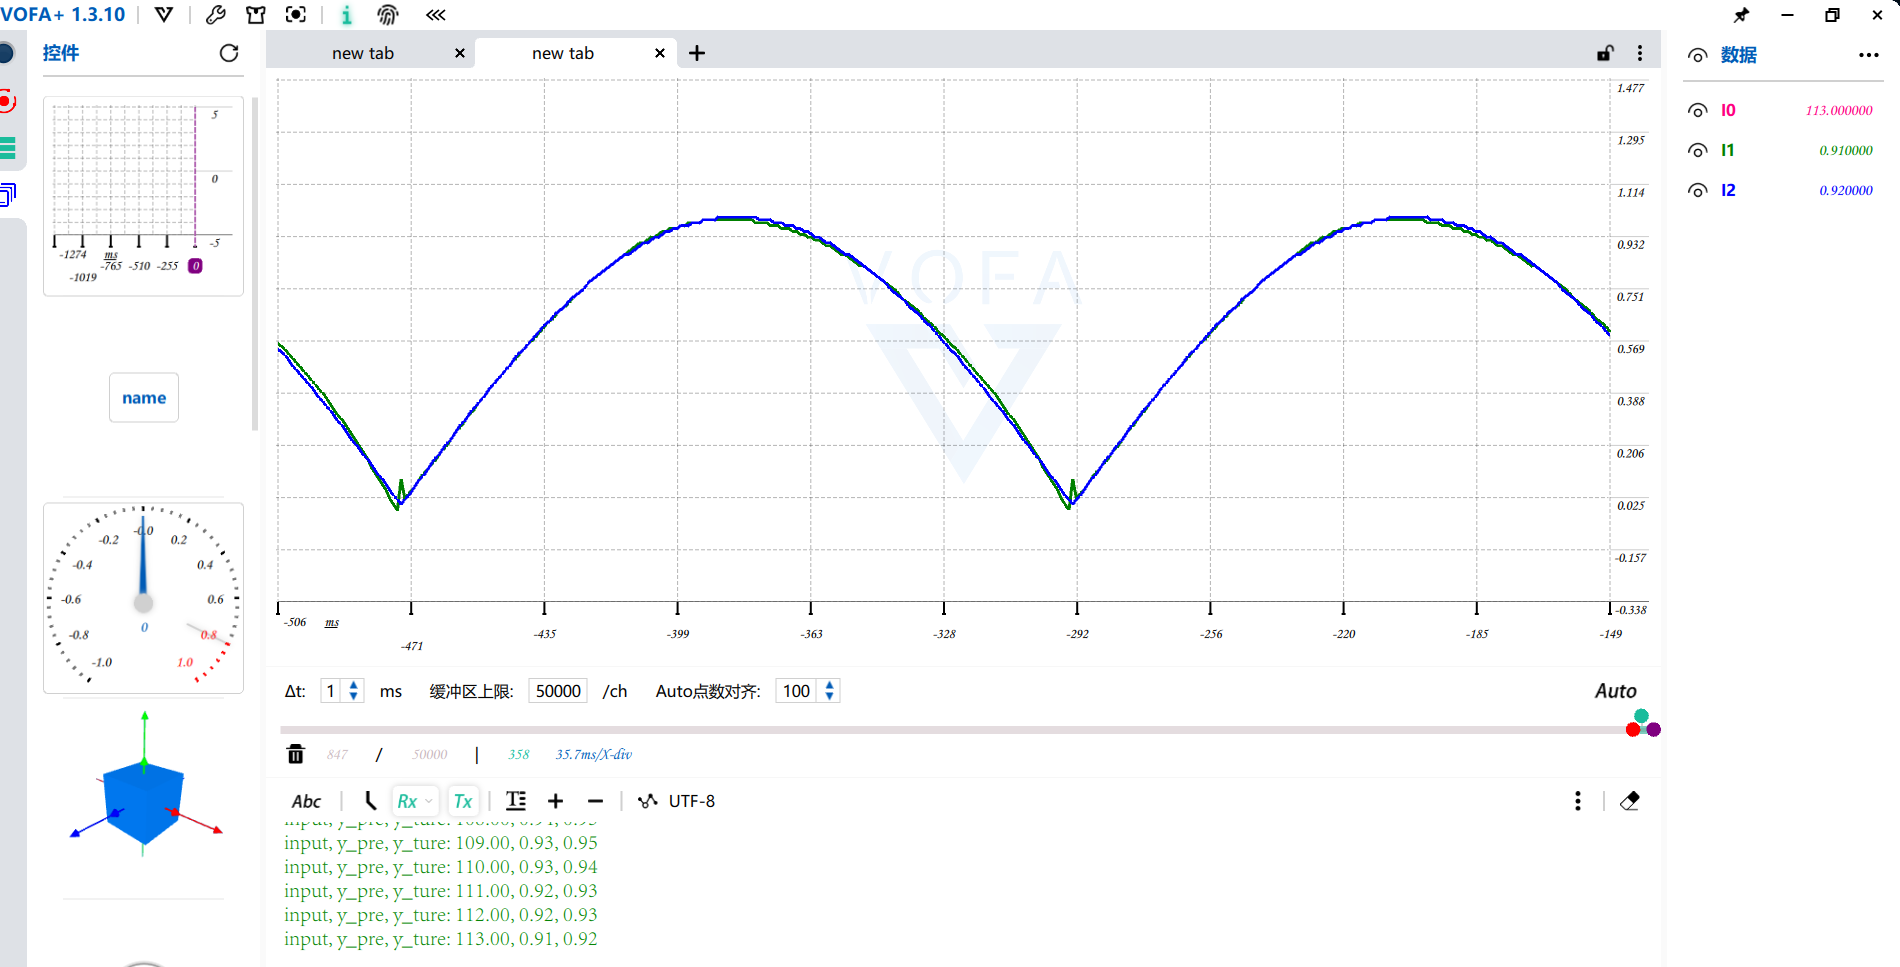 VOFA+ 1.3.10
控件
new tab
new tab
数据
I0 113.000000
I1 0.910000
I2 0.920000
5
0
-5
-1274 ms -765 -510 -255 0
-1019
name
-0.0
-0.2 0.2
-0.4 0.4
-0.6 0.6
-0.8 0.8
-1.0 1.0
0
VOFA
1.477
1.295
1.114
0.932
0.751
0.569
0.388
0.206
0.025
-0.157
-0.338
-506 ms
-471 -435 -399 -363 -328 -292 -256 -220 -185 -149
Δt: 1 ms 缓冲区上限: 50000 /ch Auto点数对齐: 100 Auto
847 / 50000 | 358 35.7ms/X-div
Abc Rx Tx UTF-8
input, y_pre, y_ture: 109.00, 0.93, 0.95
input, y_pre, y_ture: 110.00, 0.93, 0.94
input, y_pre, y_ture: 111.00, 0.92, 0.93
input, y_pre, y_ture: 112.00, 0.92, 0.93
input, y_pre, y_ture: 113.00, 0.91, 0.92